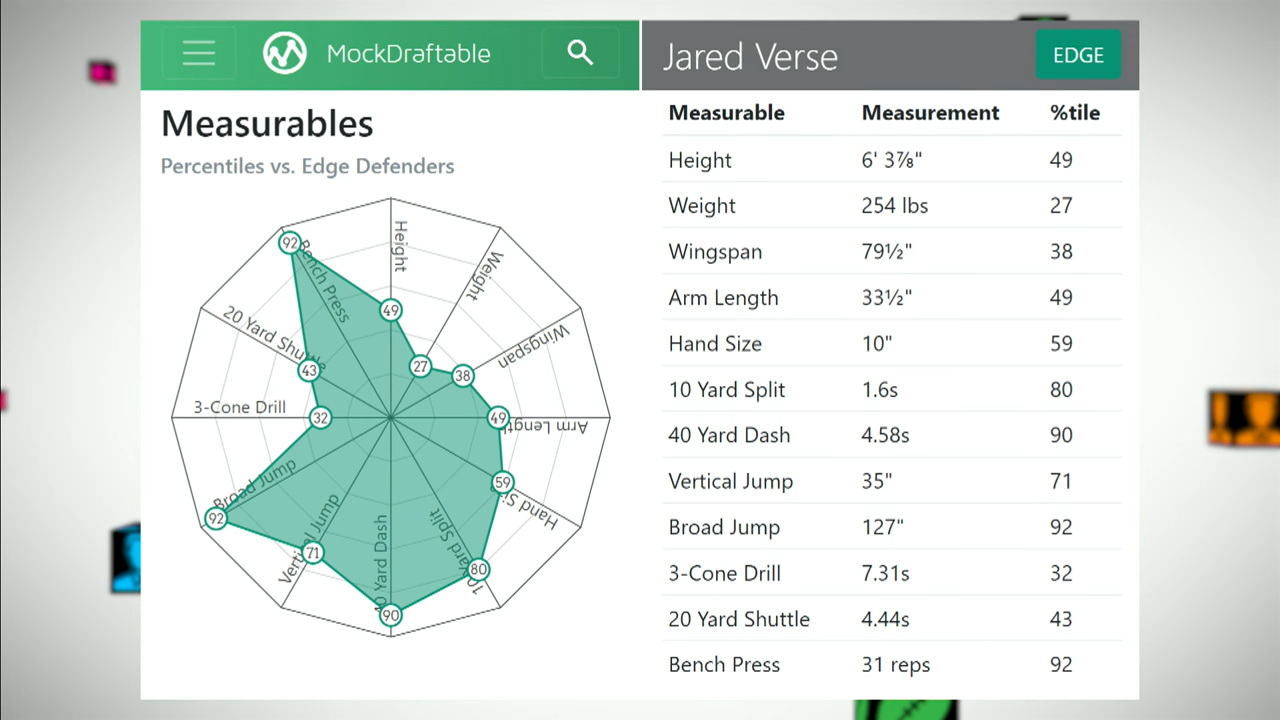 MockDraftable
Jared Verse
EDGE
Measurables
Percentiles vs. Edge Defenders
Height
Weight
Wingspan
Arm Length
Hand Size
10 Yard Split
40 Yard Dash
Vertical Jump
Broad Jump
3-Cone Drill
20 Yard Shuttle
Bench Press
49
27
38
49
59
80
90
71
92
32
43
92
Measurable Measurement %tile
Height 6' 3⅞" 49
Weight 254 lbs 27
Wingspan 79½" 38
Arm Length 33½" 49
Hand Size 10" 59
10 Yard Split 1.6s 80
40 Yard Dash 4.58s 90
Vertical Jump 35" 71
Broad Jump 127" 92
3-Cone Drill 7.31s 32
20 Yard Shuttle 4.44s 43
Bench Press 31 reps 92